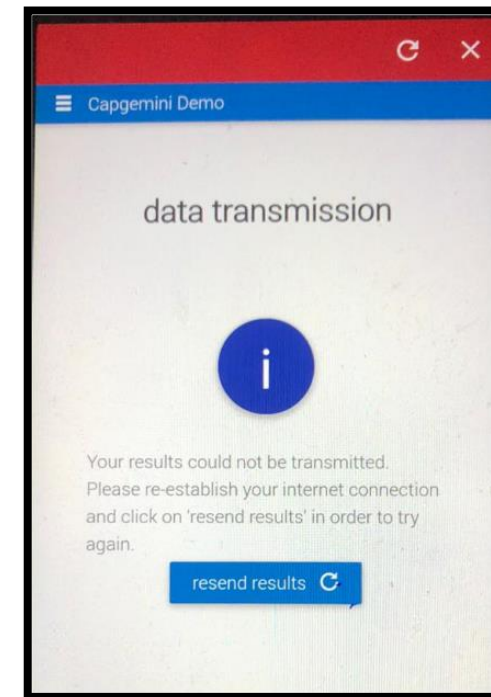 Capgemini Demo
data transmission
i
Your results could not be transmitted.
Please re-establish your internet connection
and click on 'resend results' in order to try
again.
resend results